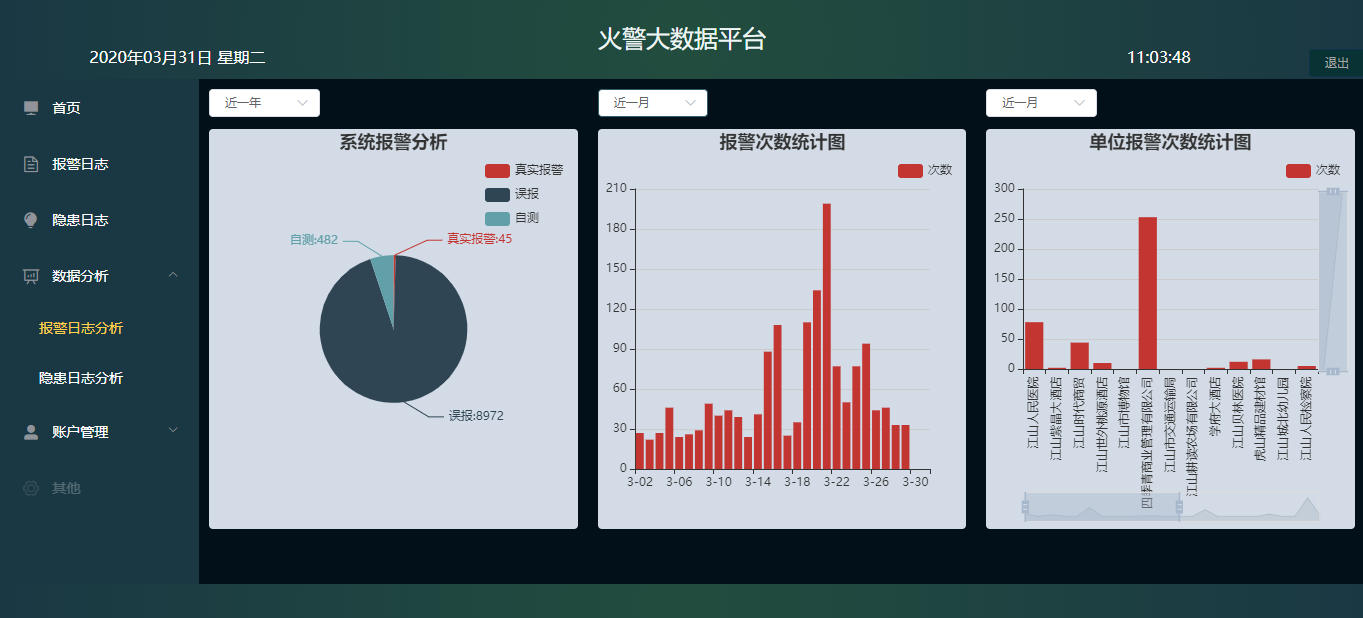 火警大数据平台
2020年03月31日 星期二
11:03:48
退出
首页
报警日志
隐患日志
数据分析
报警日志分析
隐患日志分析
账户管理
其他
近一年
系统报警分析
真实报警
误报
自测
自测:482
真实报警:45
误报:8972
近一月
报警次数统计图
次数
210
180
150
120
90
60
30
0
3-02 3-06 3-10 3-14 3-18 3-22 3-26 3-30
近一月
单位报警次数统计图
次数
300
250
200
150
100
50
0
江山人民医院
江山紫晶大酒店
江山时代商贸
江山世外桃源酒店
江山市博物馆
四季青商业管理有限公司
江山市交通运输局
江山耕读农场有限公司
学府大酒店
江山贝林医院
虎山精品建材馆
江山城北幼儿园
江山人民检察院